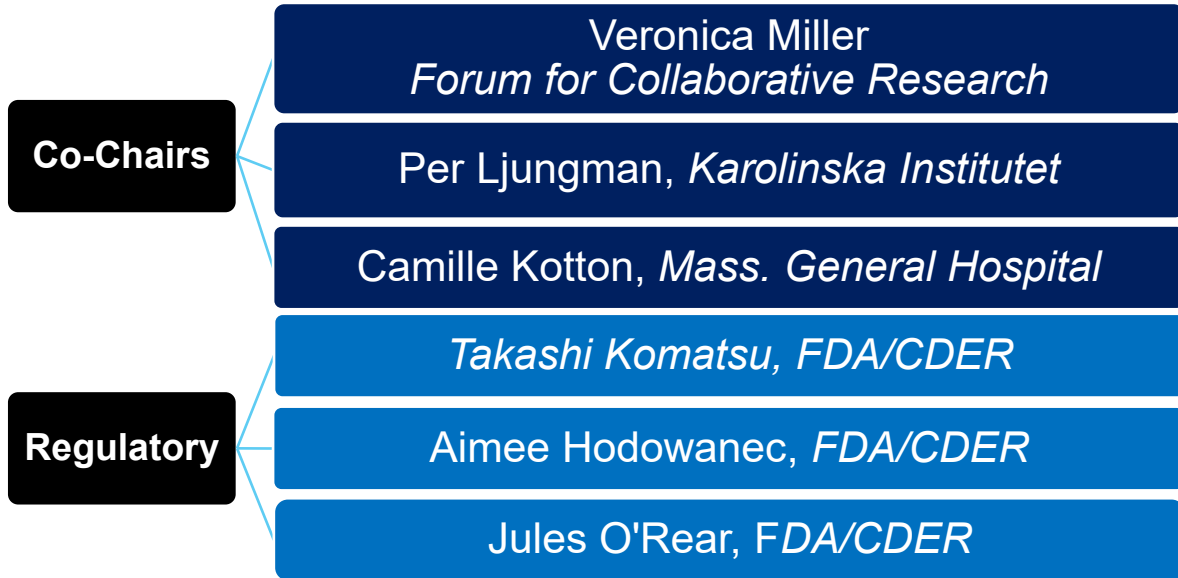 Co-Chairs
Veronica Miller
Forum for Collaborative Research
Per Ljungman, Karolinska Institutet
Camille Kotton, Mass. General Hospital
Regulatory
Takashi Komatsu, FDA/CDER
Aimee Hodowanec, FDA/CDER
Jules O'Rear, FDA/CDER